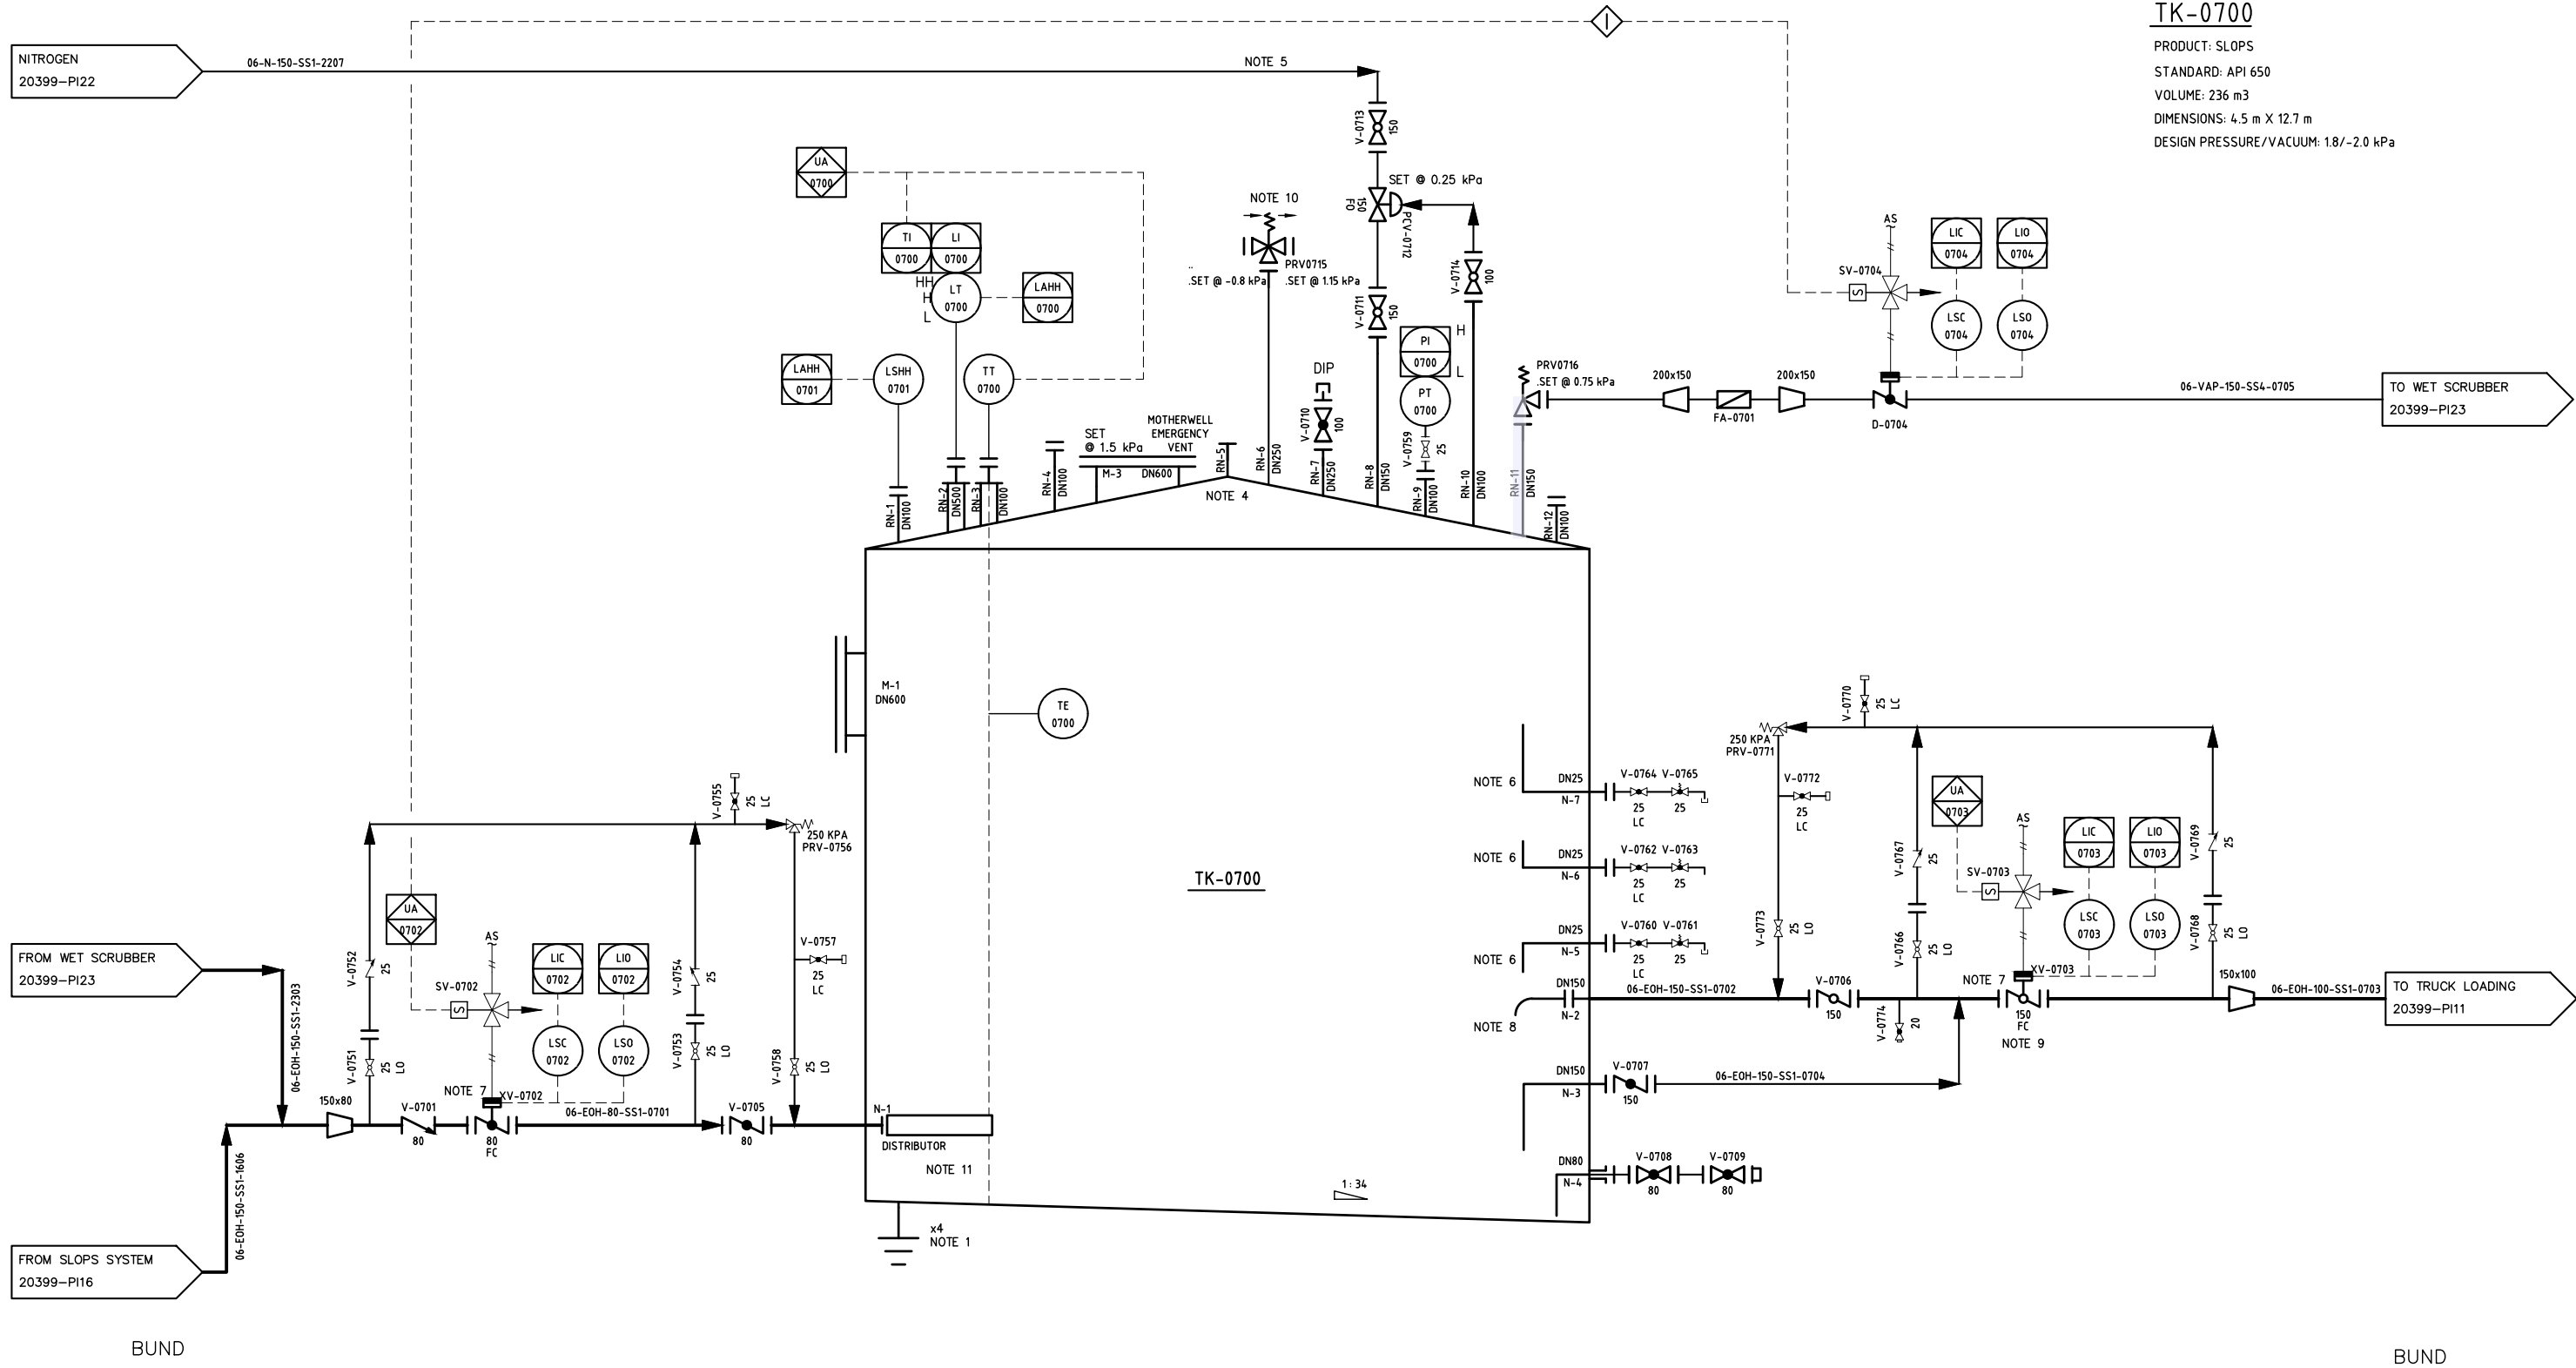 TK-0700
PRODUCT: SLOPS
STANDARD: API 650
VOLUME: 236 m3
DIMENSIONS: 4.5 m X 12.7 m
DESIGN PRESSURE/VACUUM: 1.8/-2.0 kPa
NITROGEN
20399-PI22
06-N-150-SS1-2207
NOTE 5
I
V-0713
150
UA
0700
TI
0700
LI
0700
HH
H
L
LT
0700
LAHH
0700
LAHH
0701
LSHH
0701
TT
0700
NOTE 10
..
.SET @ -0.8 kPa
PRV0715
.SET @ 1.15 kPa
SET @ 0.25 kPa
150
FO
PCV-0712
V-0711
150
V-0714
100
DIP
V-0710
100
PI
0700
H
L
PT
0700
V-0759
25
PRV0716
.SET @ 0.75 kPa
200x150
FA-0701
200x150
AS
SV-0704
S
LIC
0704
LIO
0704
LSC
0704
LSO
0704
D-0704
06-VAP-150-SS4-0705
TO WET SCRUBBER
20399-PI23
SET
@ 1.5 kPa
MOTHERWELL
EMERGENCY
VENT
M-3
DN600
RN-1
DN100
RN-2
DN500
RN-3
DN100
RN-4
DN100
RN-5
RN-6
DN250
RN-7
DN250
RN-8
DN150
RN-9
DN100
RN-10
DN100
RN-11
DN150
RN-12
DN100
NOTE 4
M-1
DN600
TE
0700
TK-0700
V-0755
25
LC
250 KPA
PRV-0756
V-0757
25
LC
V-0752
25
UA
0702
AS
SV-0702
S
LIC
0702
LIO
0702
LSC
0702
LSO
0702
V-0754
25
V-0753
25
LO
V-0758
25
LO
V-0751
25
LO
FROM WET SCRUBBER
20399-PI23
06-EOH-150-SS1-2303
150x80
V-0701
80
NOTE 7
XV-0702
80
FC
06-EOH-80-SS1-0701
V-0705
80
N-1
DISTRIBUTOR
NOTE 11
06-EOH-150-SS1-1606
FROM SLOPS SYSTEM
20399-PI16
x4
NOTE 1
1:34
NOTE 6
DN25
N-7
V-0764
V-0765
25
LC
25
NOTE 6
DN25
N-6
V-0762
V-0763
25
LC
25
NOTE 6
DN25
N-5
V-0760
V-0761
25
LC
25
DN150
N-2
NOTE 8
06-EOH-150-SS1-0702
DN150
N-3
V-0707
150
06-EOH-150-SS1-0704
DN80
N-4
V-0708
80
V-0709
80
V-0770
25
LC
250 KPA
PRV-0771
V-0772
25
LC
V-0773
25
LO
V-0706
150
V-0774
20
V-0767
25
V-0766
25
LO
UA
0703
AS
SV-0703
S
LIC
0703
LIO
0703
LSC
0703
LSO
0703
V-0769
25
V-0768
25
LO
NOTE 7
XV-0703
150
FC
NOTE 9
150x100
06-EOH-100-SS1-0703
TO TRUCK LOADING
20399-PI11
BUND
BUND